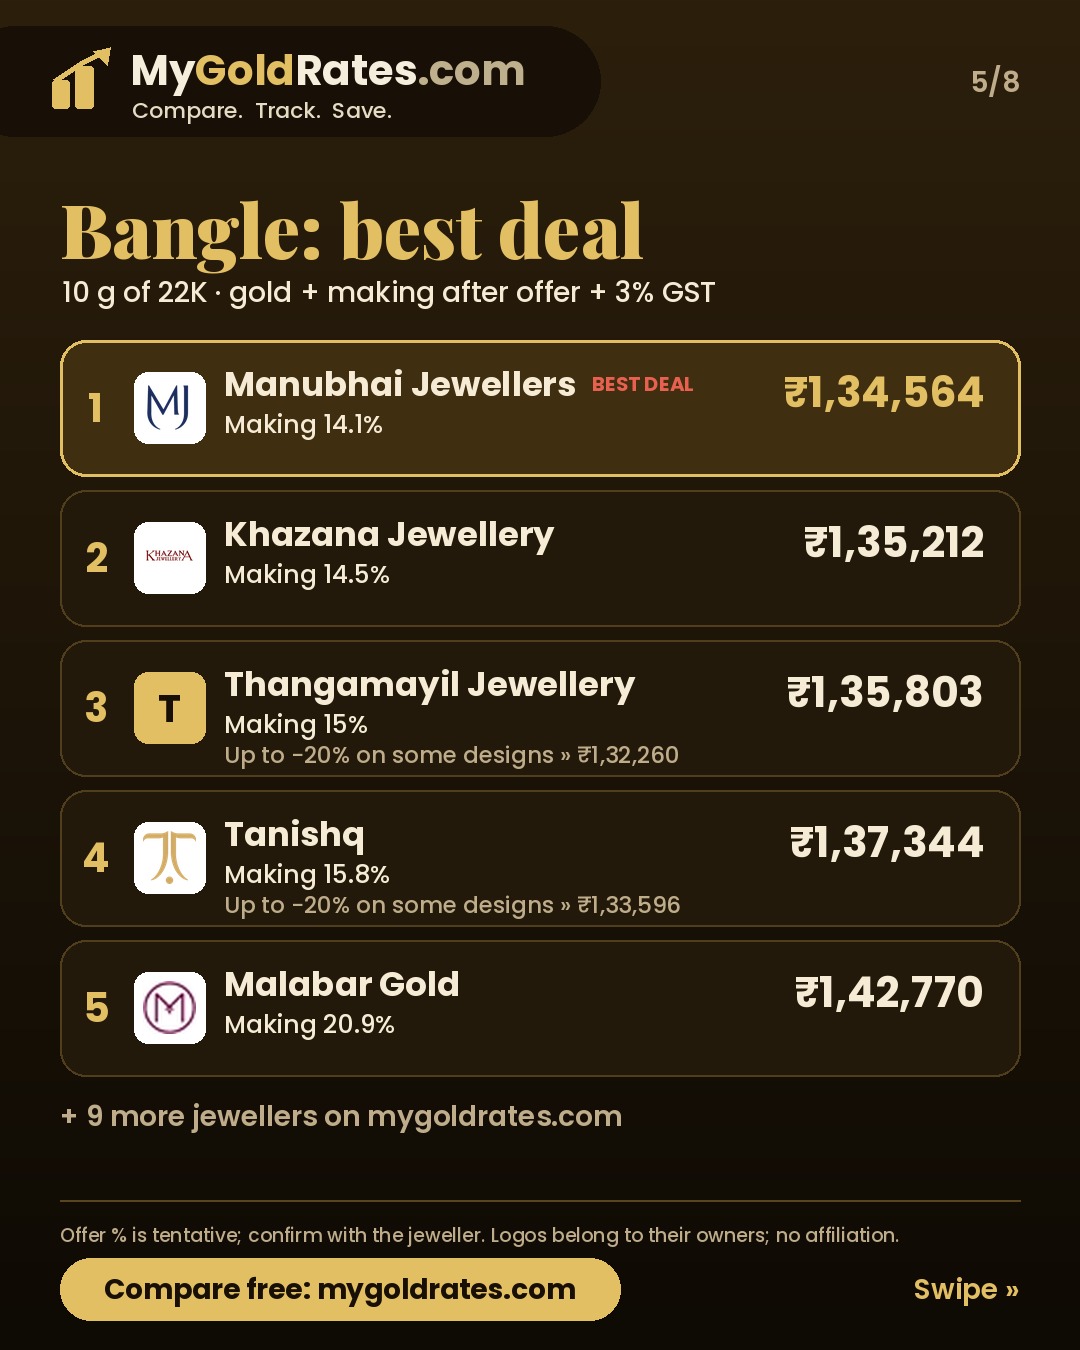 MyGoldRates.com
Compare. Track. Save.
5/8
Bangle: best deal
10 g of 22K · gold + making after offer + 3% GST
1
MJ
Manubhai Jewellers BEST DEAL
₹1,34,564
Making 14.1%
2
KHAZANA
JEWELLERY
Khazana Jewellery
₹1,35,212
Making 14.5%
3
T
Thangamayil Jewellery
₹1,35,803
Making 15%
Up to -20% on some designs » ₹1,32,260
4
Tanishq
₹1,37,344
Making 15.8%
Up to -20% on some designs » ₹1,33,596
5
M
Malabar Gold
₹1,42,770
Making 20.9%
+ 9 more jewellers on mygoldrates.com
Offer % is tentative; confirm with the jeweller. Logos belong to their owners; no affiliation.
Compare free: mygoldrates.com
Swipe »